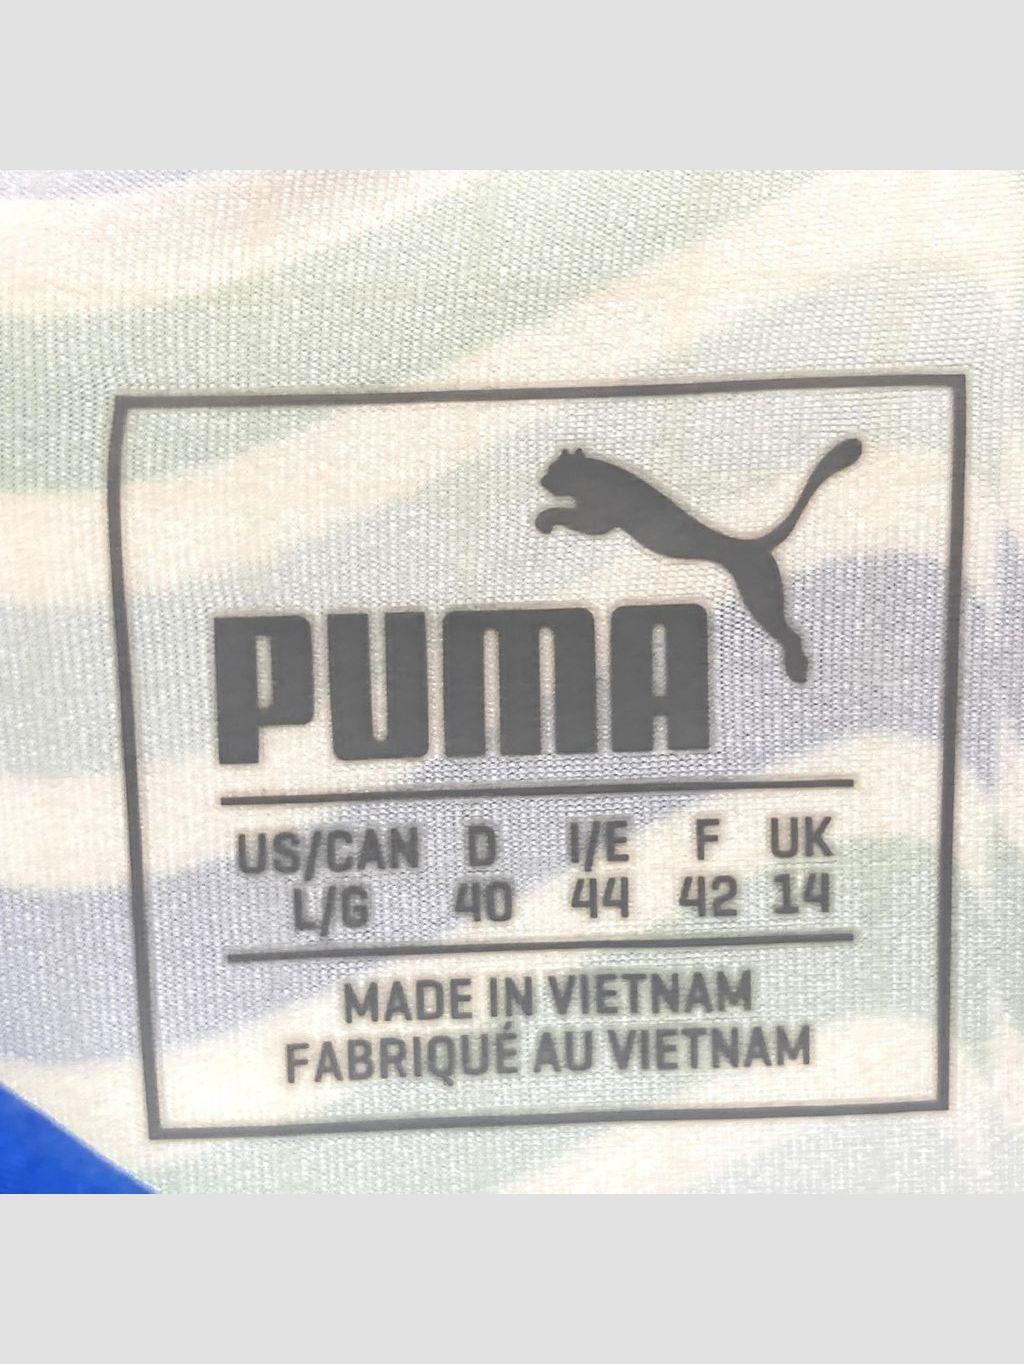 PUMA
US/CAN D I/E F UK
L/G 40 44 42 14
MADE IN VIETNAM
FABRIQUÉ AU VIETNAM